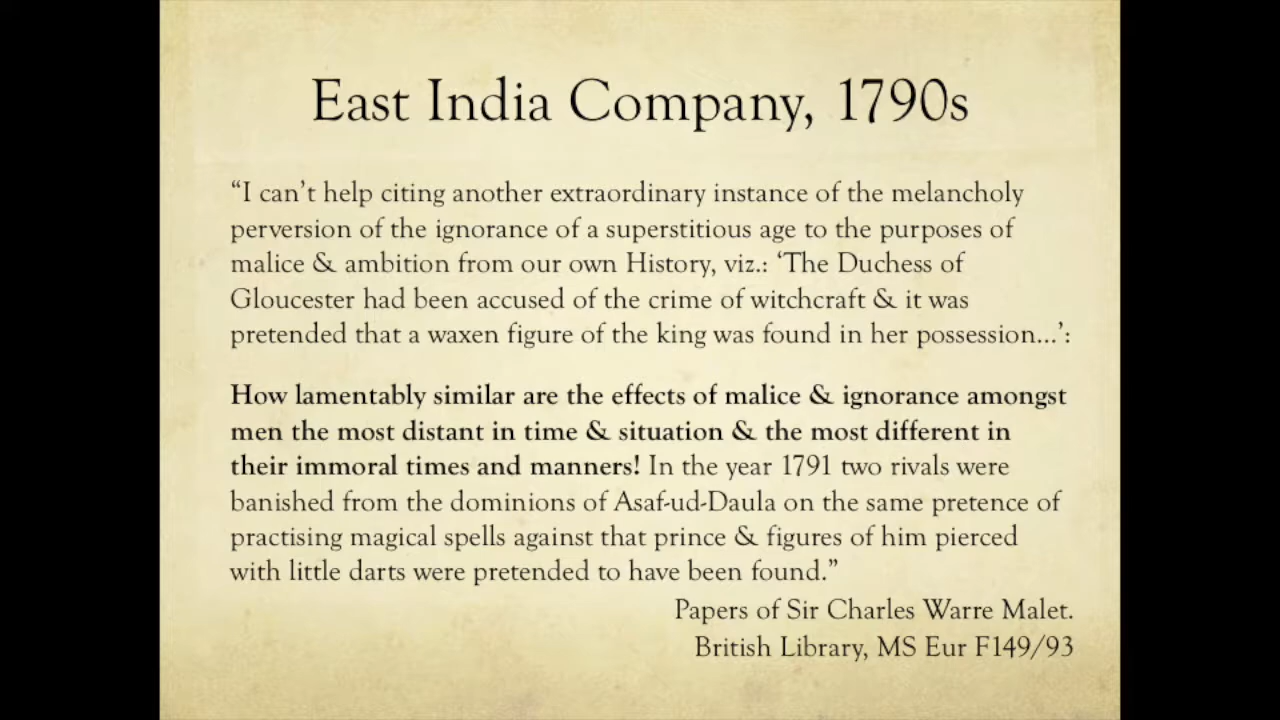 East India Company, 1790s
“I can’t help citing another extraordinary instance of the melancholy
perversion of the ignorance of a superstitious age to the purposes of
malice & ambition from our own History, viz.: ‘The Duchess of
Gloucester had been accused of the crime of witchcraft & it was
pretended that a waxen figure of the king was found in her possession...’:
How lamentably similar are the effects of malice & ignorance amongst
men the most distant in time & situation & the most different in
their immoral times and manners! In the year 1791 two rivals were
banished from the dominions of Asaf-ud-Daula on the same pretence of
practising magical spells against that prince & figures of him pierced
with little darts were pretended to have been found.”
Papers of Sir Charles Warre Malet.
British Library, MS Eur F149/93